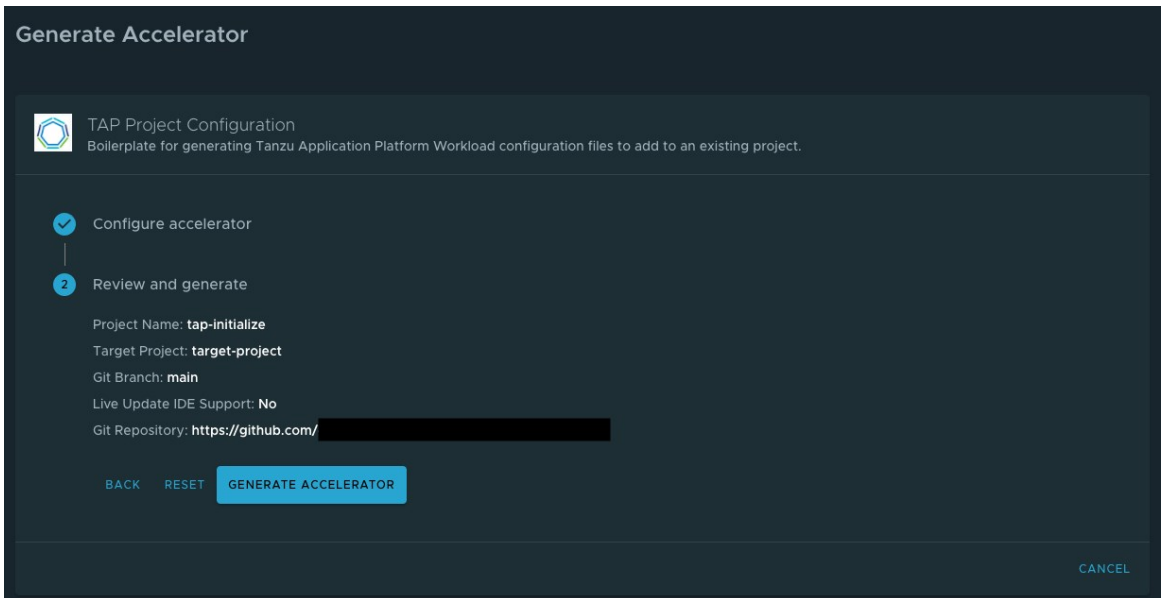 Generate Accelerator
TAP Project Configuration
Boilerplate for generating Tanzu Application Platform Workload configuration files to add to an existing project.
Configure accelerator
2 Review and generate
Project Name: tap-initialize
Target Project: target-project
Git Branch: main
Live Update IDE Support: No
Git Repository: https://github.com/
BACK RESET GENERATE ACCELERATOR
CANCEL